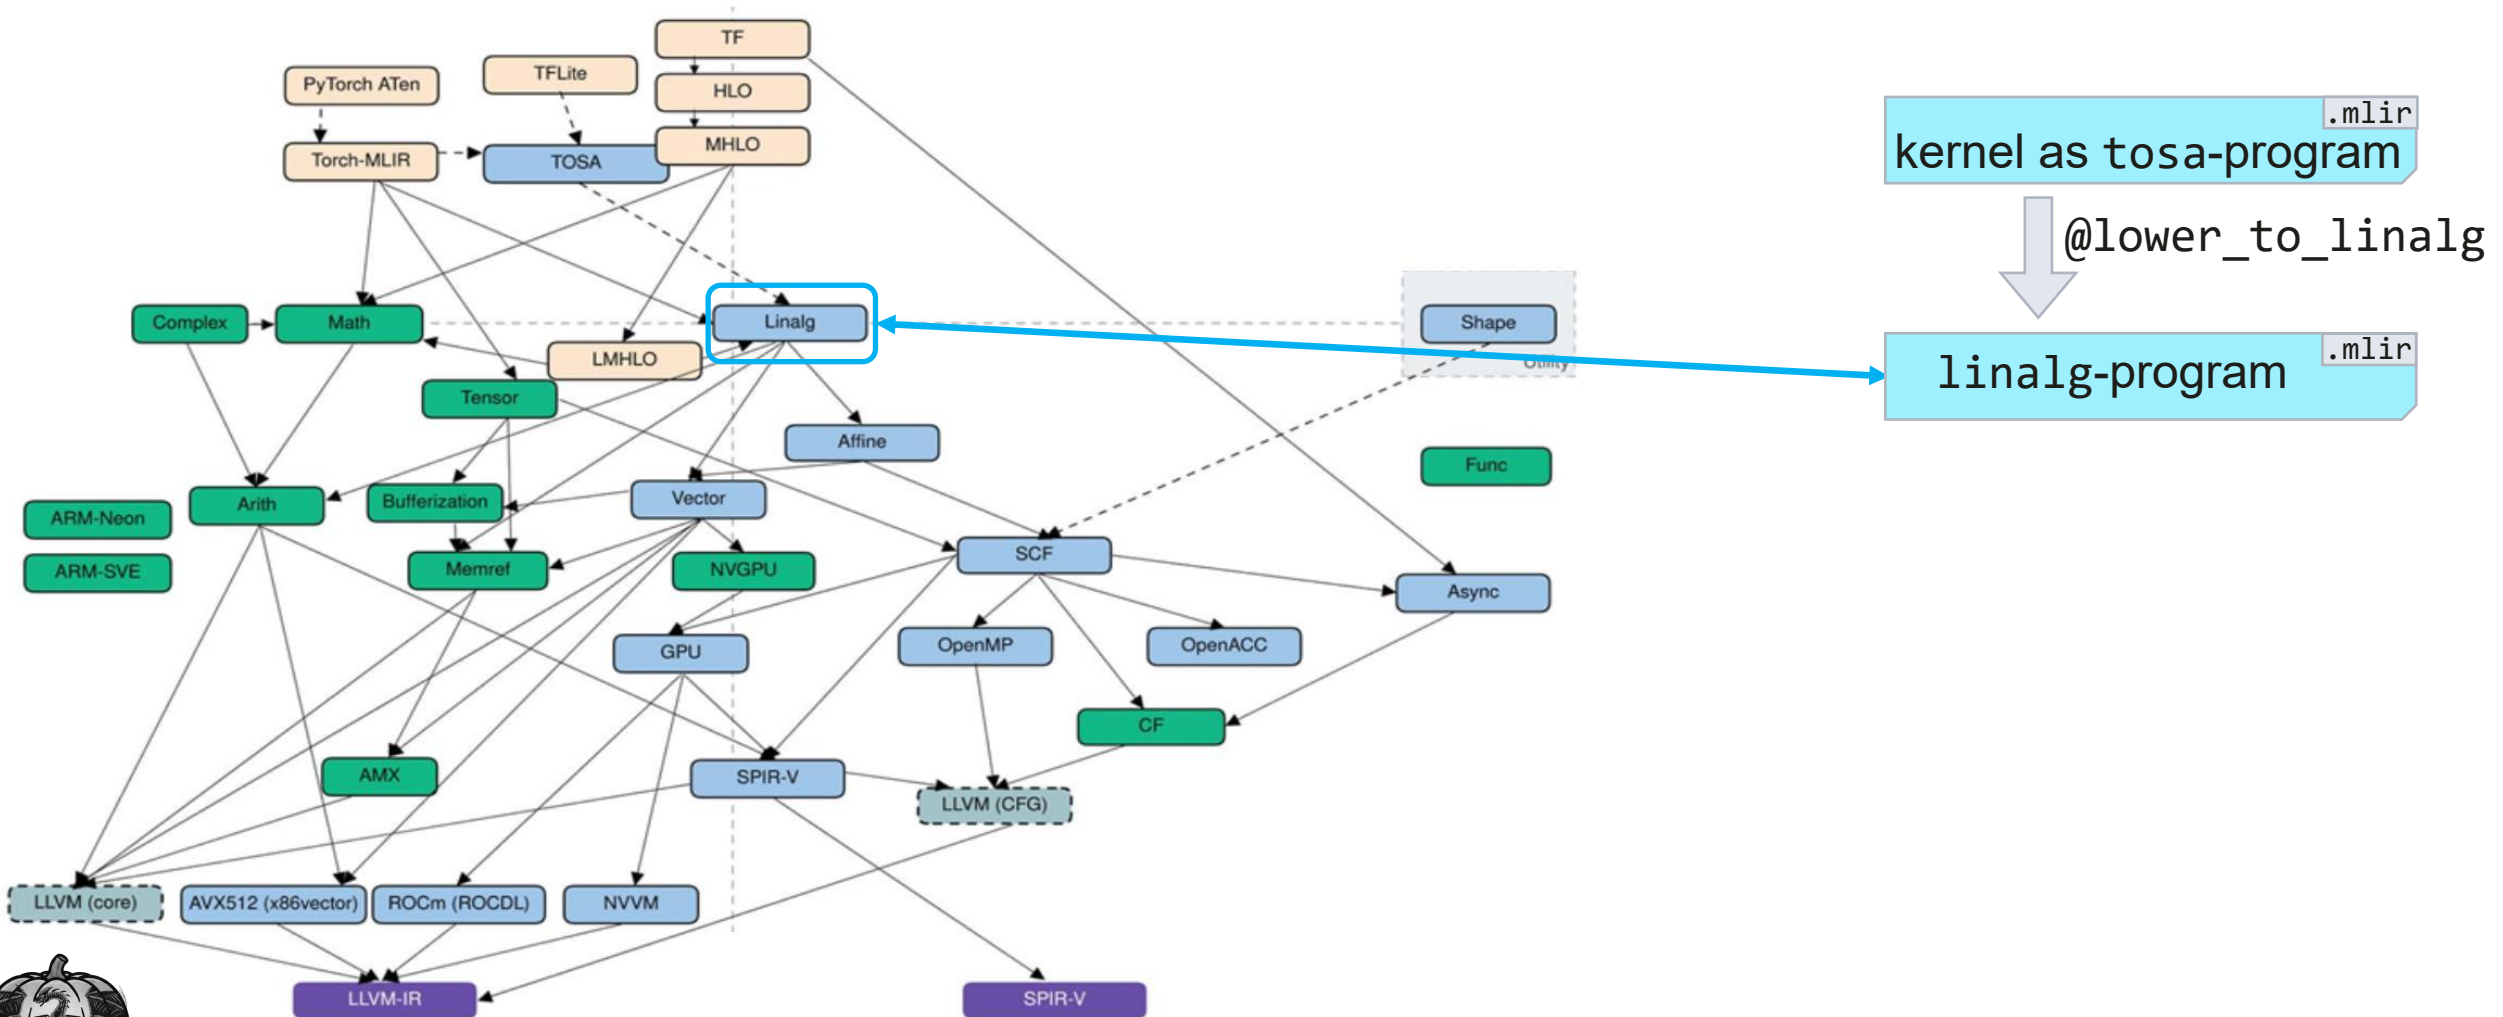 TF
PyTorch ATen
TFLite
HLO
Torch-MLIR
TOSA
MHLO
.mlir
kernel as tosa-program
@lower_to_linalg
Complex
Math
Linalg
Shape
Utility
LMHLO
.mlir
linalg-program
Tensor
Affine
Func
ARM-Neon
Arith
Bufferization
Vector
ARM-SVE
Memref
NVGPU
SCF
Async
GPU
OpenMP
OpenACC
CF
AMX
SPIR-V
LLVM (CFG)
LLVM (core)
AVX512 (x86vector)
ROCm (ROCDL)
NVVM
LLVM-IR
SPIR-V